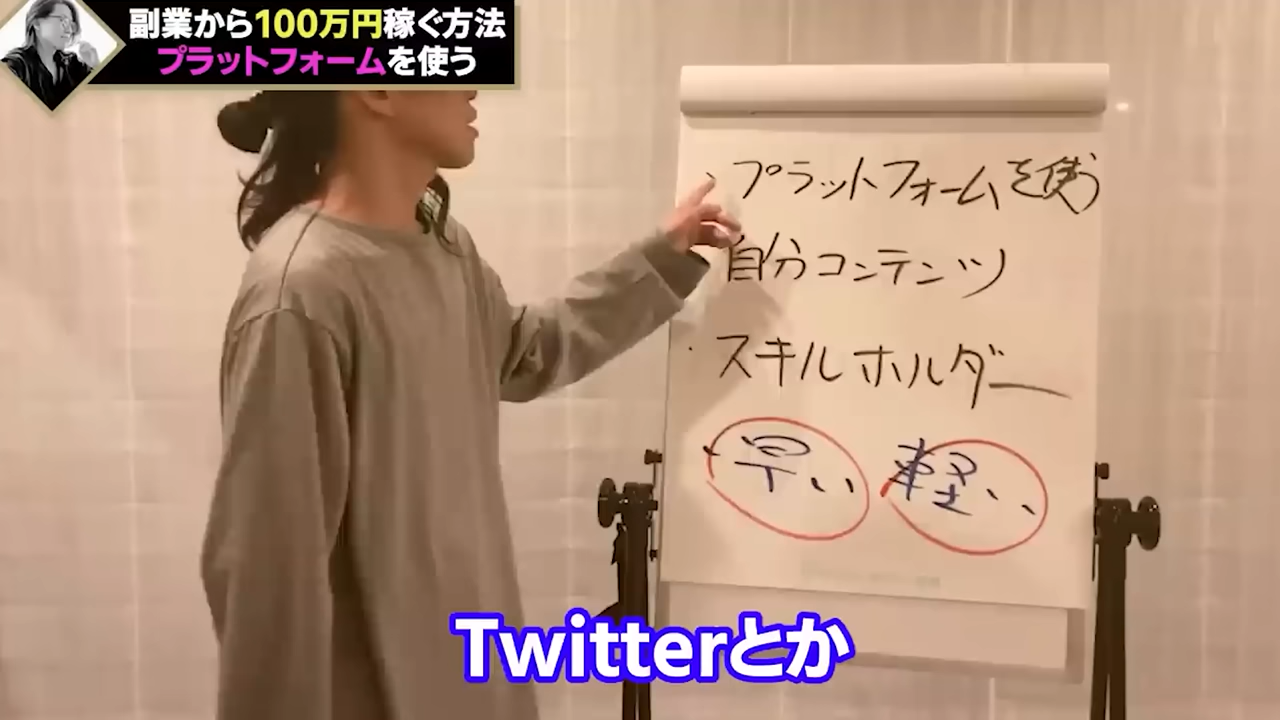 副業から100万円稼ぐ方法
プラットフォームを使う
・プラットフォームを使う
自分コンテンツ
・スキルホルダー
早い 軽い
Twitterとか